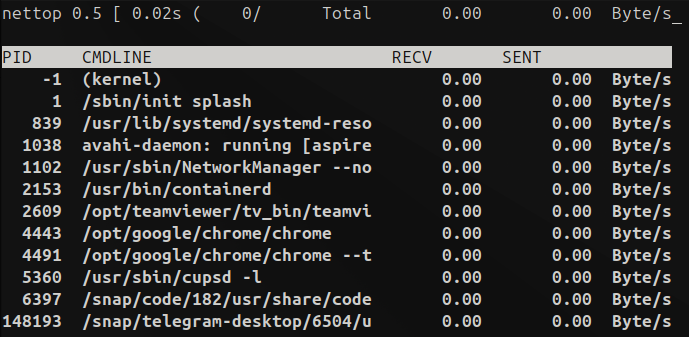 nettop 0.5 [ 0.02s (    0/      Total          0.00       0.00  Byte/s_
PID     CMDLINE                        RECV       SENT
-1  (kernel)                            0.00       0.00  Byte/s
1  /sbin/init splash                   0.00       0.00  Byte/s
839  /usr/lib/systemd/systemd-reso       0.00       0.00  Byte/s
1038  avahi-daemon: running [aspire       0.00       0.00  Byte/s
1102  /usr/sbin/NetworkManager --no       0.00       0.00  Byte/s
2153  /usr/bin/containerd                 0.00       0.00  Byte/s
2609  /opt/teamviewer/tv_bin/teamvi       0.00       0.00  Byte/s
4443  /opt/google/chrome/chrome           0.00       0.00  Byte/s
4491  /opt/google/chrome/chrome --t       0.00       0.00  Byte/s
5360  /usr/sbin/cupsd -l                  0.00       0.00  Byte/s
6397  /snap/code/182/usr/share/code       0.00       0.00  Byte/s
148193  /snap/telegram-desktop/6504/u       0.00       0.00  Byte/s